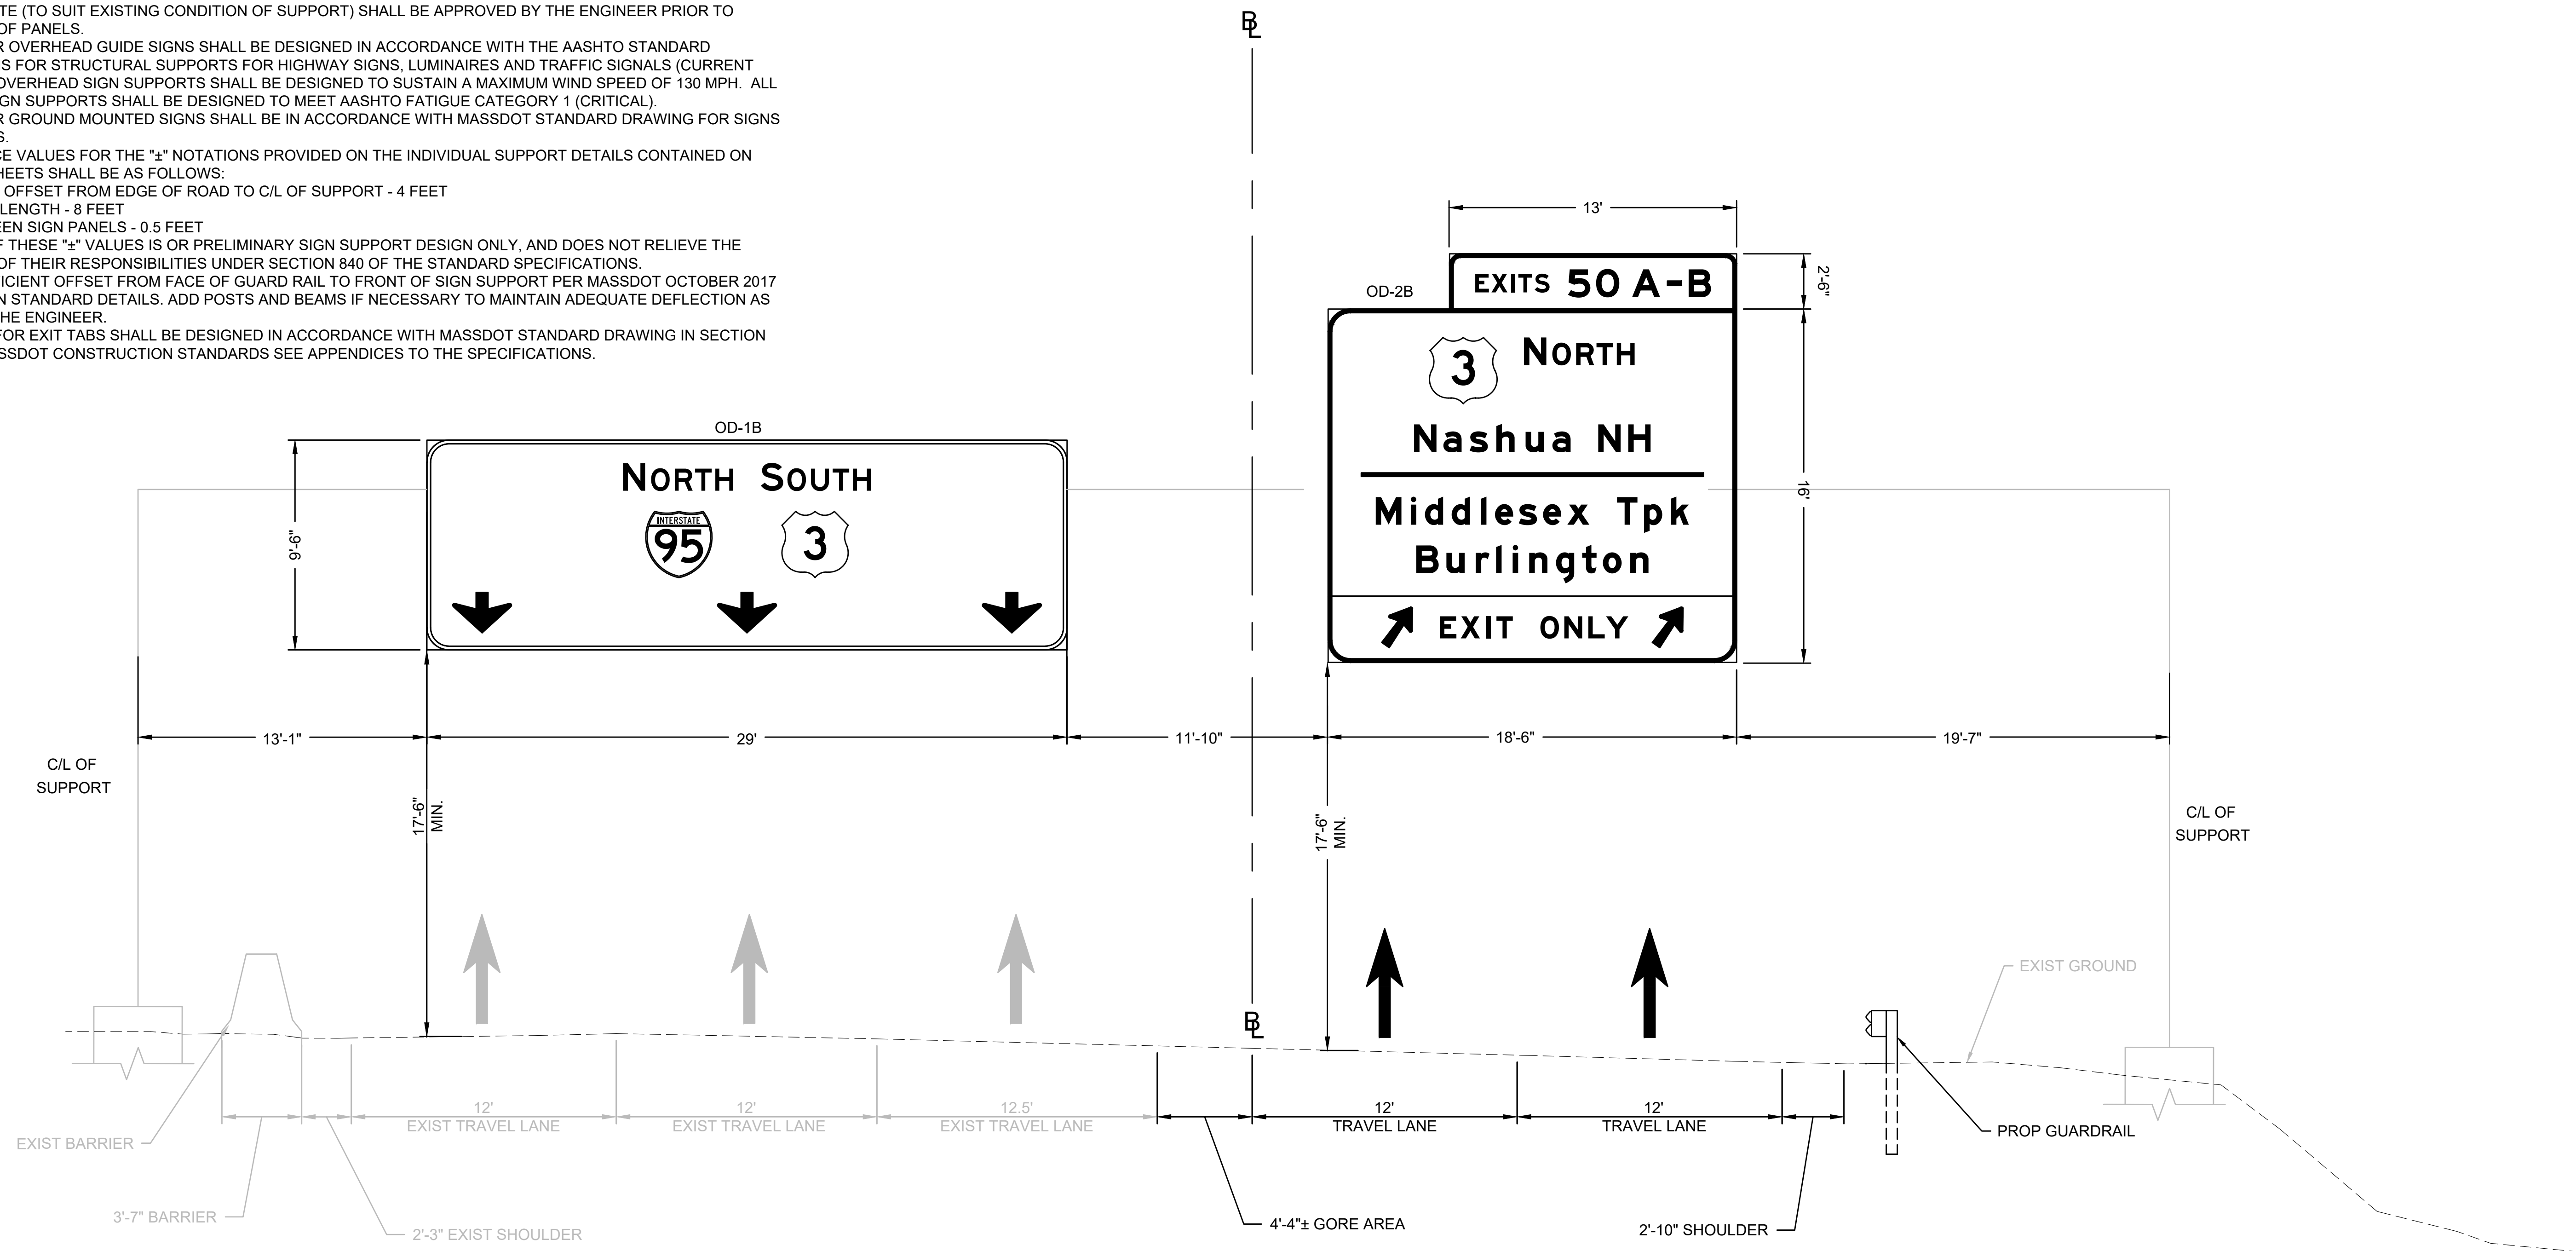 TE (TO SUIT EXISTING CONDITION OF SUPPORT) SHALL BE APPROVED BY THE ENGINEER PRIOR TO
OF PANELS.
R OVERHEAD GUIDE SIGNS SHALL BE DESIGNED IN ACCORDANCE WITH THE AASHTO STANDARD
S FOR STRUCTURAL SUPPORTS FOR HIGHWAY SIGNS, LUMINAIRES AND TRAFFIC SIGNALS (CURRENT
OVERHEAD SIGN SUPPORTS SHALL BE DESIGNED TO SUSTAIN A MAXIMUM WIND SPEED OF 130 MPH. ALL
GN SUPPORTS SHALL BE DESIGNED TO MEET AASHTO FATIGUE CATEGORY 1 (CRITICAL).
R GROUND MOUNTED SIGNS SHALL BE IN ACCORDANCE WITH MASSDOT STANDARD DRAWING FOR SIGNS
S.
CE VALUES FOR THE "±" NOTATIONS PROVIDED ON THE INDIVIDUAL SUPPORT DETAILS CONTAINED ON
HEETS SHALL BE AS FOLLOWS:
OFFSET FROM EDGE OF ROAD TO C/L OF SUPPORT - 4 FEET
LENGTH - 8 FEET
EEN SIGN PANELS - 0.5 FEET
F THESE "±" VALUES IS OR PRELIMINARY SIGN SUPPORT DESIGN ONLY, AND DOES NOT RELIEVE THE
OF THEIR RESPONSIBILITIES UNDER SECTION 840 OF THE STANDARD SPECIFICATIONS.
ICIENT OFFSET FROM FACE OF GUARD RAIL TO FRONT OF SIGN SUPPORT PER MASSDOT OCTOBER 2017
N STANDARD DETAILS. ADD POSTS AND BEAMS IF NECESSARY TO MAINTAIN ADEQUATE DEFLECTION AS
HE ENGINEER.
FOR EXIT TABS SHALL BE DESIGNED IN ACCORDANCE WITH MASSDOT STANDARD DRAWING IN SECTION
SSDOT CONSTRUCTION STANDARDS SEE APPENDICES TO THE SPECIFICATIONS.
BL
13'
2'-6"
OD-2B
EXITS 50 A-B
3 NORTH
Nashua NH
Middlesex Tpk
Burlington
EXIT ONLY
16'
OD-1B
NORTH SOUTH
INTERSTATE
95 3
9'-6"
13'-1"
29'
11'-10"
18'-6"
19'-7"
C/L OF
SUPPORT
17'-6"
MIN.
17'-6"
MIN.
C/L OF
SUPPORT
EXIST GROUND
BL
12'
EXIST TRAVEL LANE
12'
EXIST TRAVEL LANE
12.5'
EXIST TRAVEL LANE
12'
TRAVEL LANE
12'
TRAVEL LANE
EXIST BARRIER
PROP GUARDRAIL
3'-7" BARRIER
2'-3" EXIST SHOULDER
4'-4"± GORE AREA
2'-10" SHOULDER